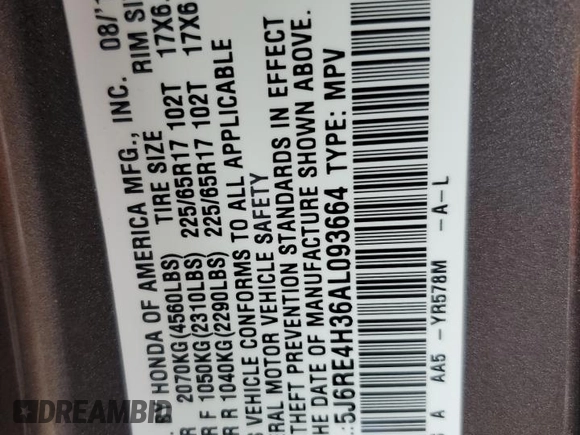 HONDA OF AMERICA MFG., INC. 08/
2070KG(4560LBS) TIRE SIZE RIM SI
F 1050KG(2310LBS) 225/65R17 102T 17X6.
R 1040KG(2290LBS) 225/65R17 102T 17X6
VEHICLE CONFORMS TO ALL APPLICABLE
MOTOR VEHICLE SAFETY
THEFT PREVENTION STANDARDS IN EFFECT
THE DATE OF MANUFACTURE SHOWN ABOVE.
:5J6RE4H36AL093664 TYPE: MPV
A AA5 - YR578M -A-L
DREAMBID